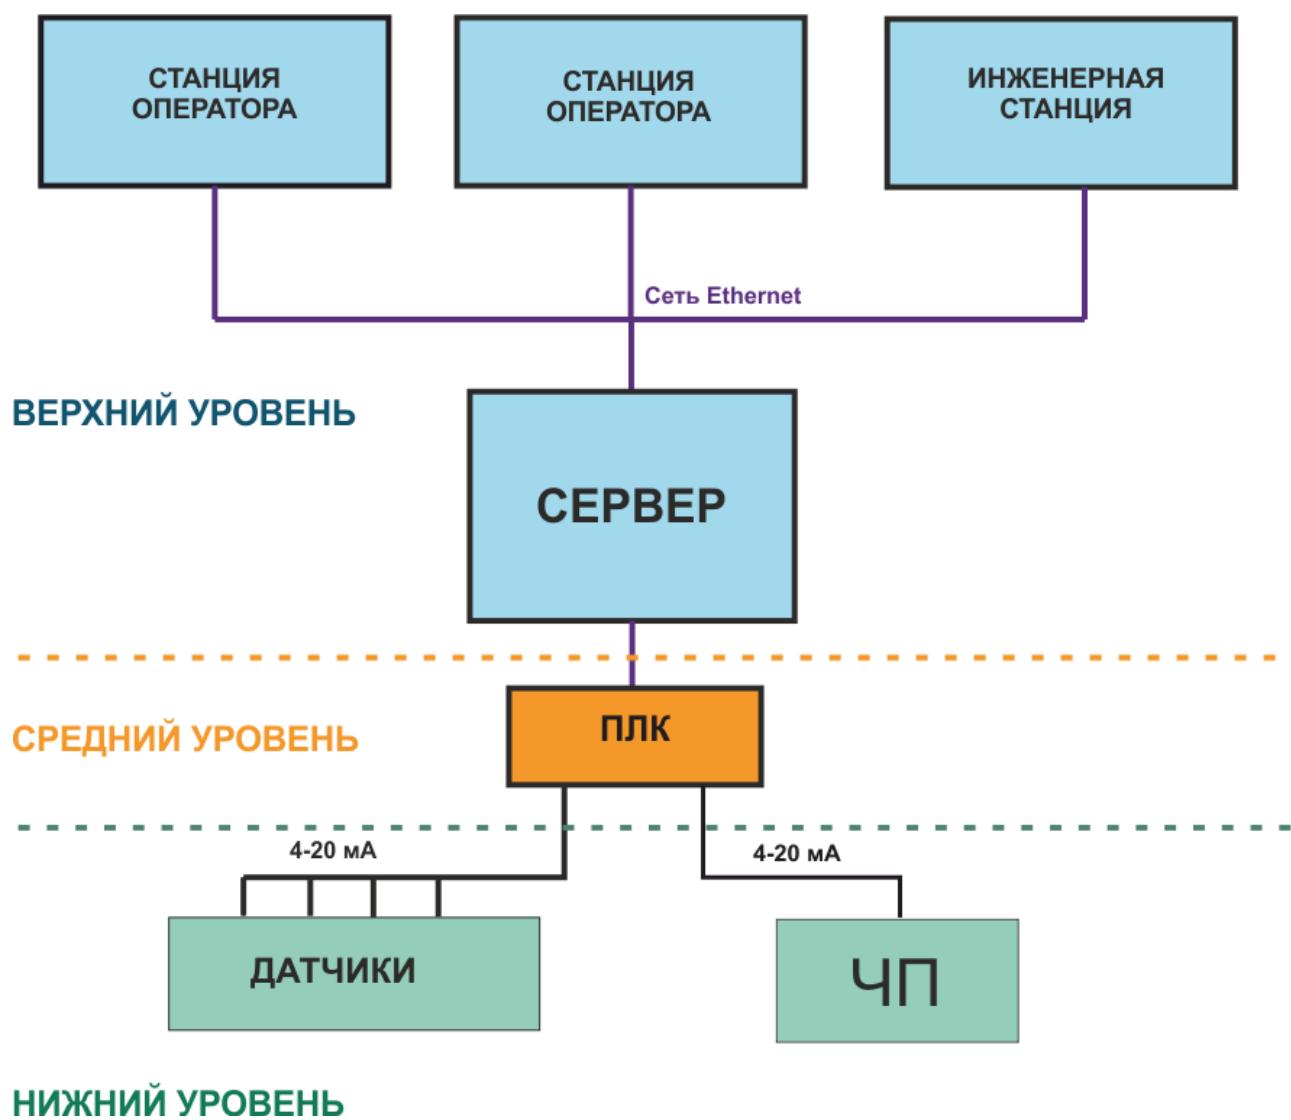 СТАНЦИЯ
ОПЕРАТОРА
СТАНЦИЯ
ОПЕРАТОРА
ИНЖЕНЕРНАЯ
СТАНЦИЯ
Сеть Ethernet
ВЕРХНИЙ УРОВЕНЬ
СЕРВЕР
СРЕДНИЙ УРОВЕНЬ
ПЛК
4-20 мА
4-20 мА
ДАТЧИКИ
ЧП
НИЖНИЙ УРОВЕНЬ